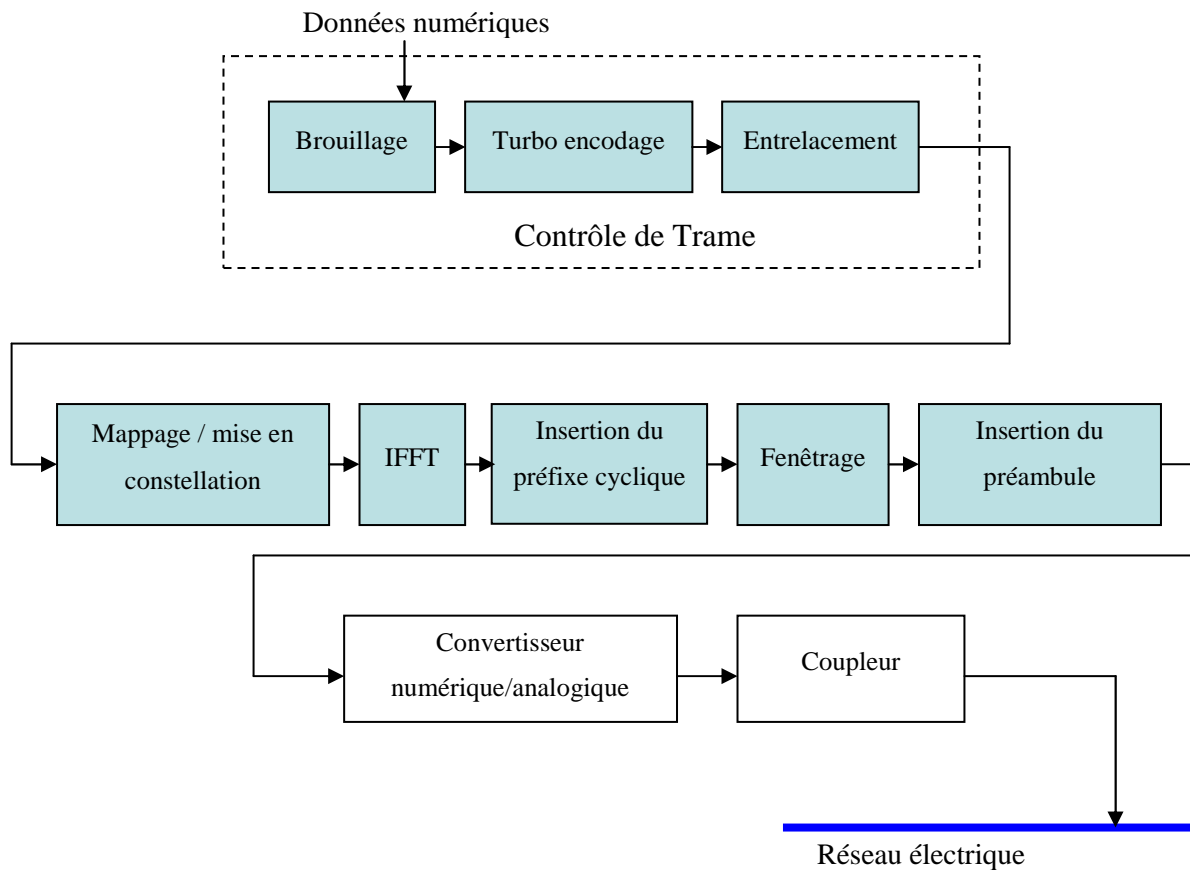 Données numériques
Brouillage
Turbo encodage
Entrelacement
Contrôle de Trame
Mappage / mise en
constellation
IFFT
Insertion du
préfixe cyclique
Fenêtrage
Insertion du
préambule
Convertisseur
numérique/analogique
Coupleur
Réseau électrique